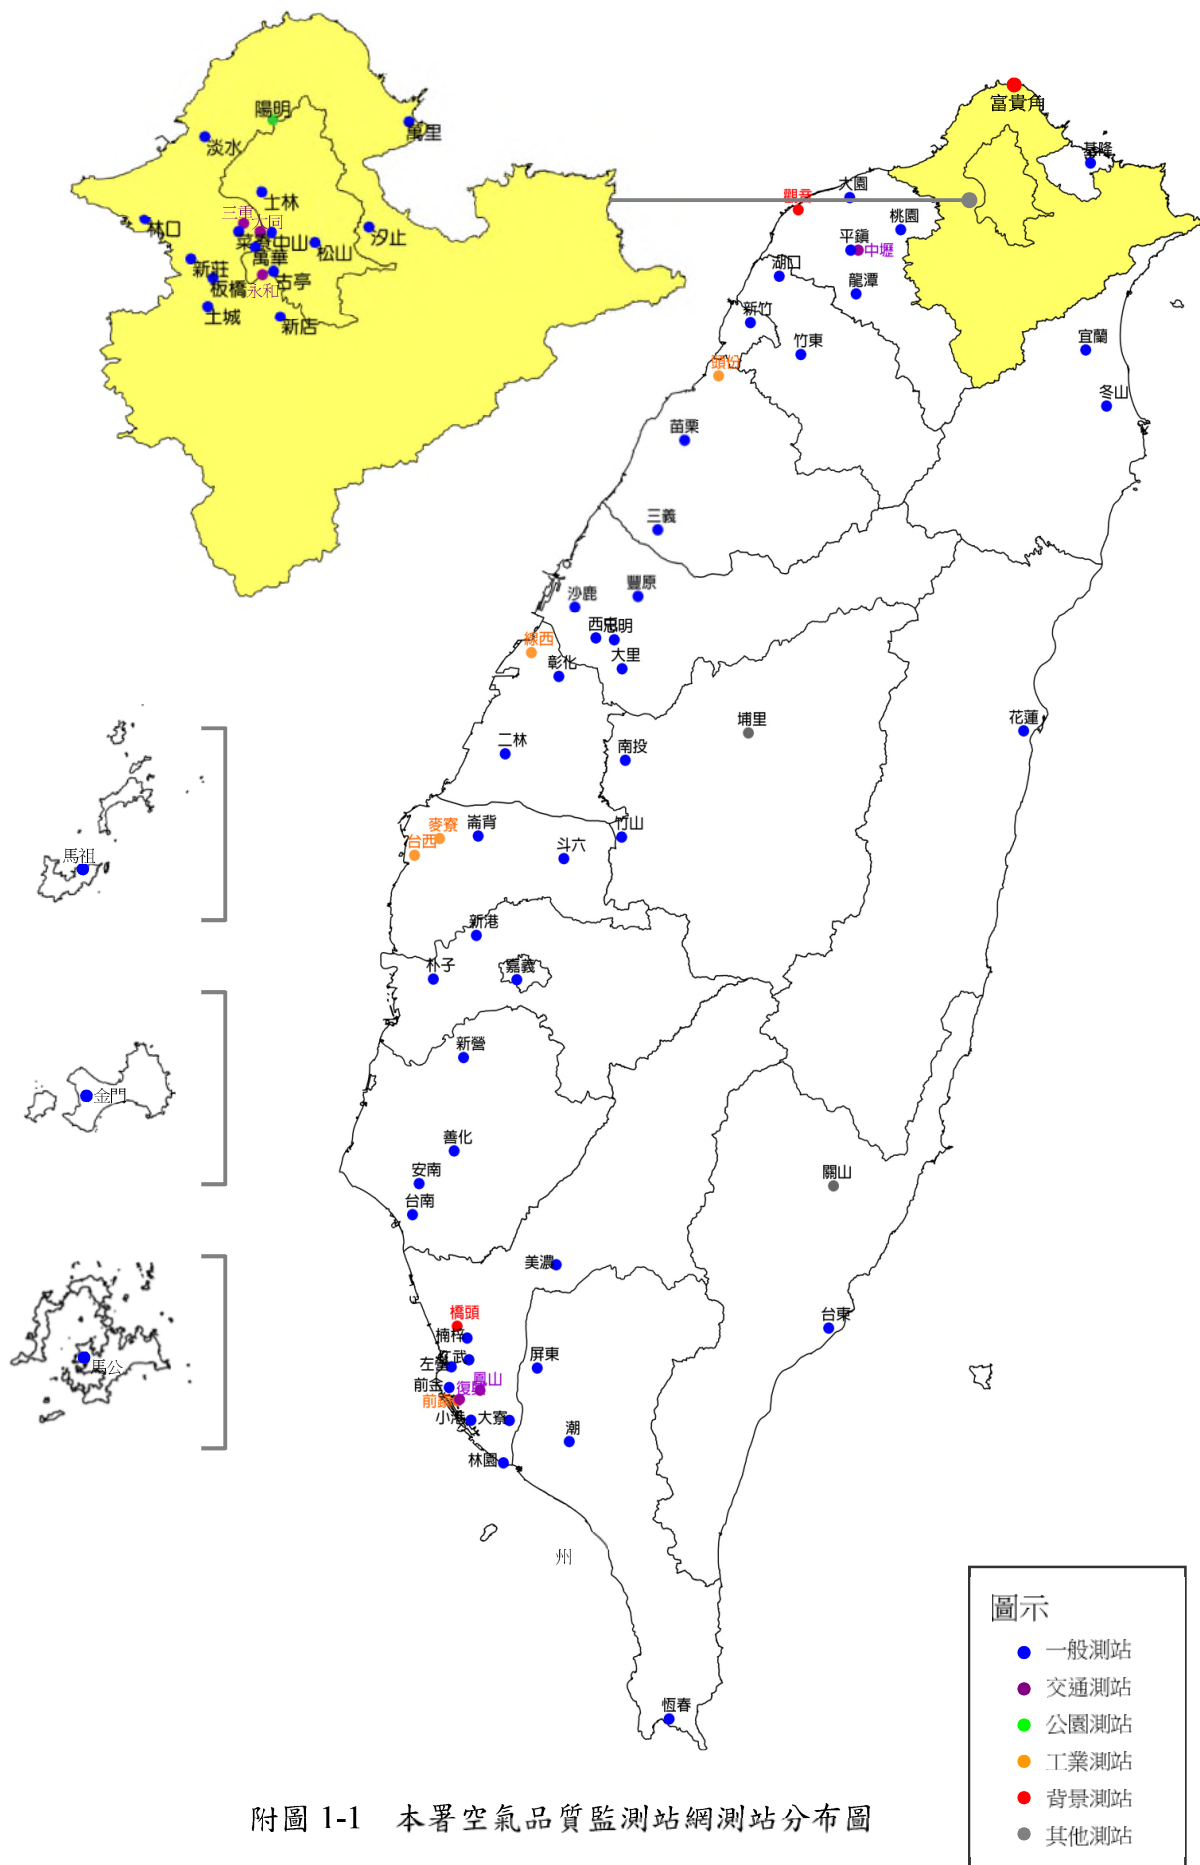 陽明
萬里
淡水
士林
三重
大同
林口
菜寮
中山
松山
汐止
萬華
新莊
板橋
永和
古亭
土城
新店
富貴角
基隆
觀音
大園
桃園
平鎮
中壢
湖口
龍潭
新竹
竹東
宜蘭
頭份
冬山
苗栗
三義
沙鹿
豐原
西屯
忠明
線西
大里
彰化
埔里
花蓮
二林
南投
麥寮
崙背
台西
斗六
竹山
馬祖
新港
朴子
嘉義
新營
金門
善化
安南
關山
台南
美濃
橋頭
台東
楠梓
仁武
左營
屏東
馬公
鳳山
前金
復興
前鎮
小港
大寮
潮
林園
州
恆春
圖示
一般測站
交通測站
公園測站
工業測站
背景測站
其他測站
附圖 1-1 本署空氣品質監測站網測站分布圖